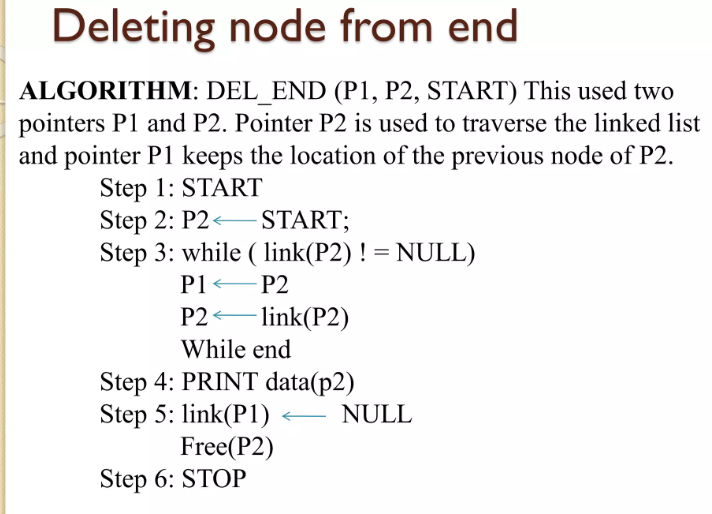 Deleting node from end
ALGORITHM: DEL_END (P1, P2, START) This used two
pointers P1 and P2. Pointer P2 is used to traverse the linked list
and pointer P1 keeps the location of the previous node of P2.
Step 1: START
Step 2: P2 ← START;
Step 3: while ( link(P2) ! = NULL)
P1 ← P2
P2 ← link(P2)
While end
Step 4: PRINT data(p2)
Step 5: link(P1) ← NULL
Free(P2)
Step 6: STOP